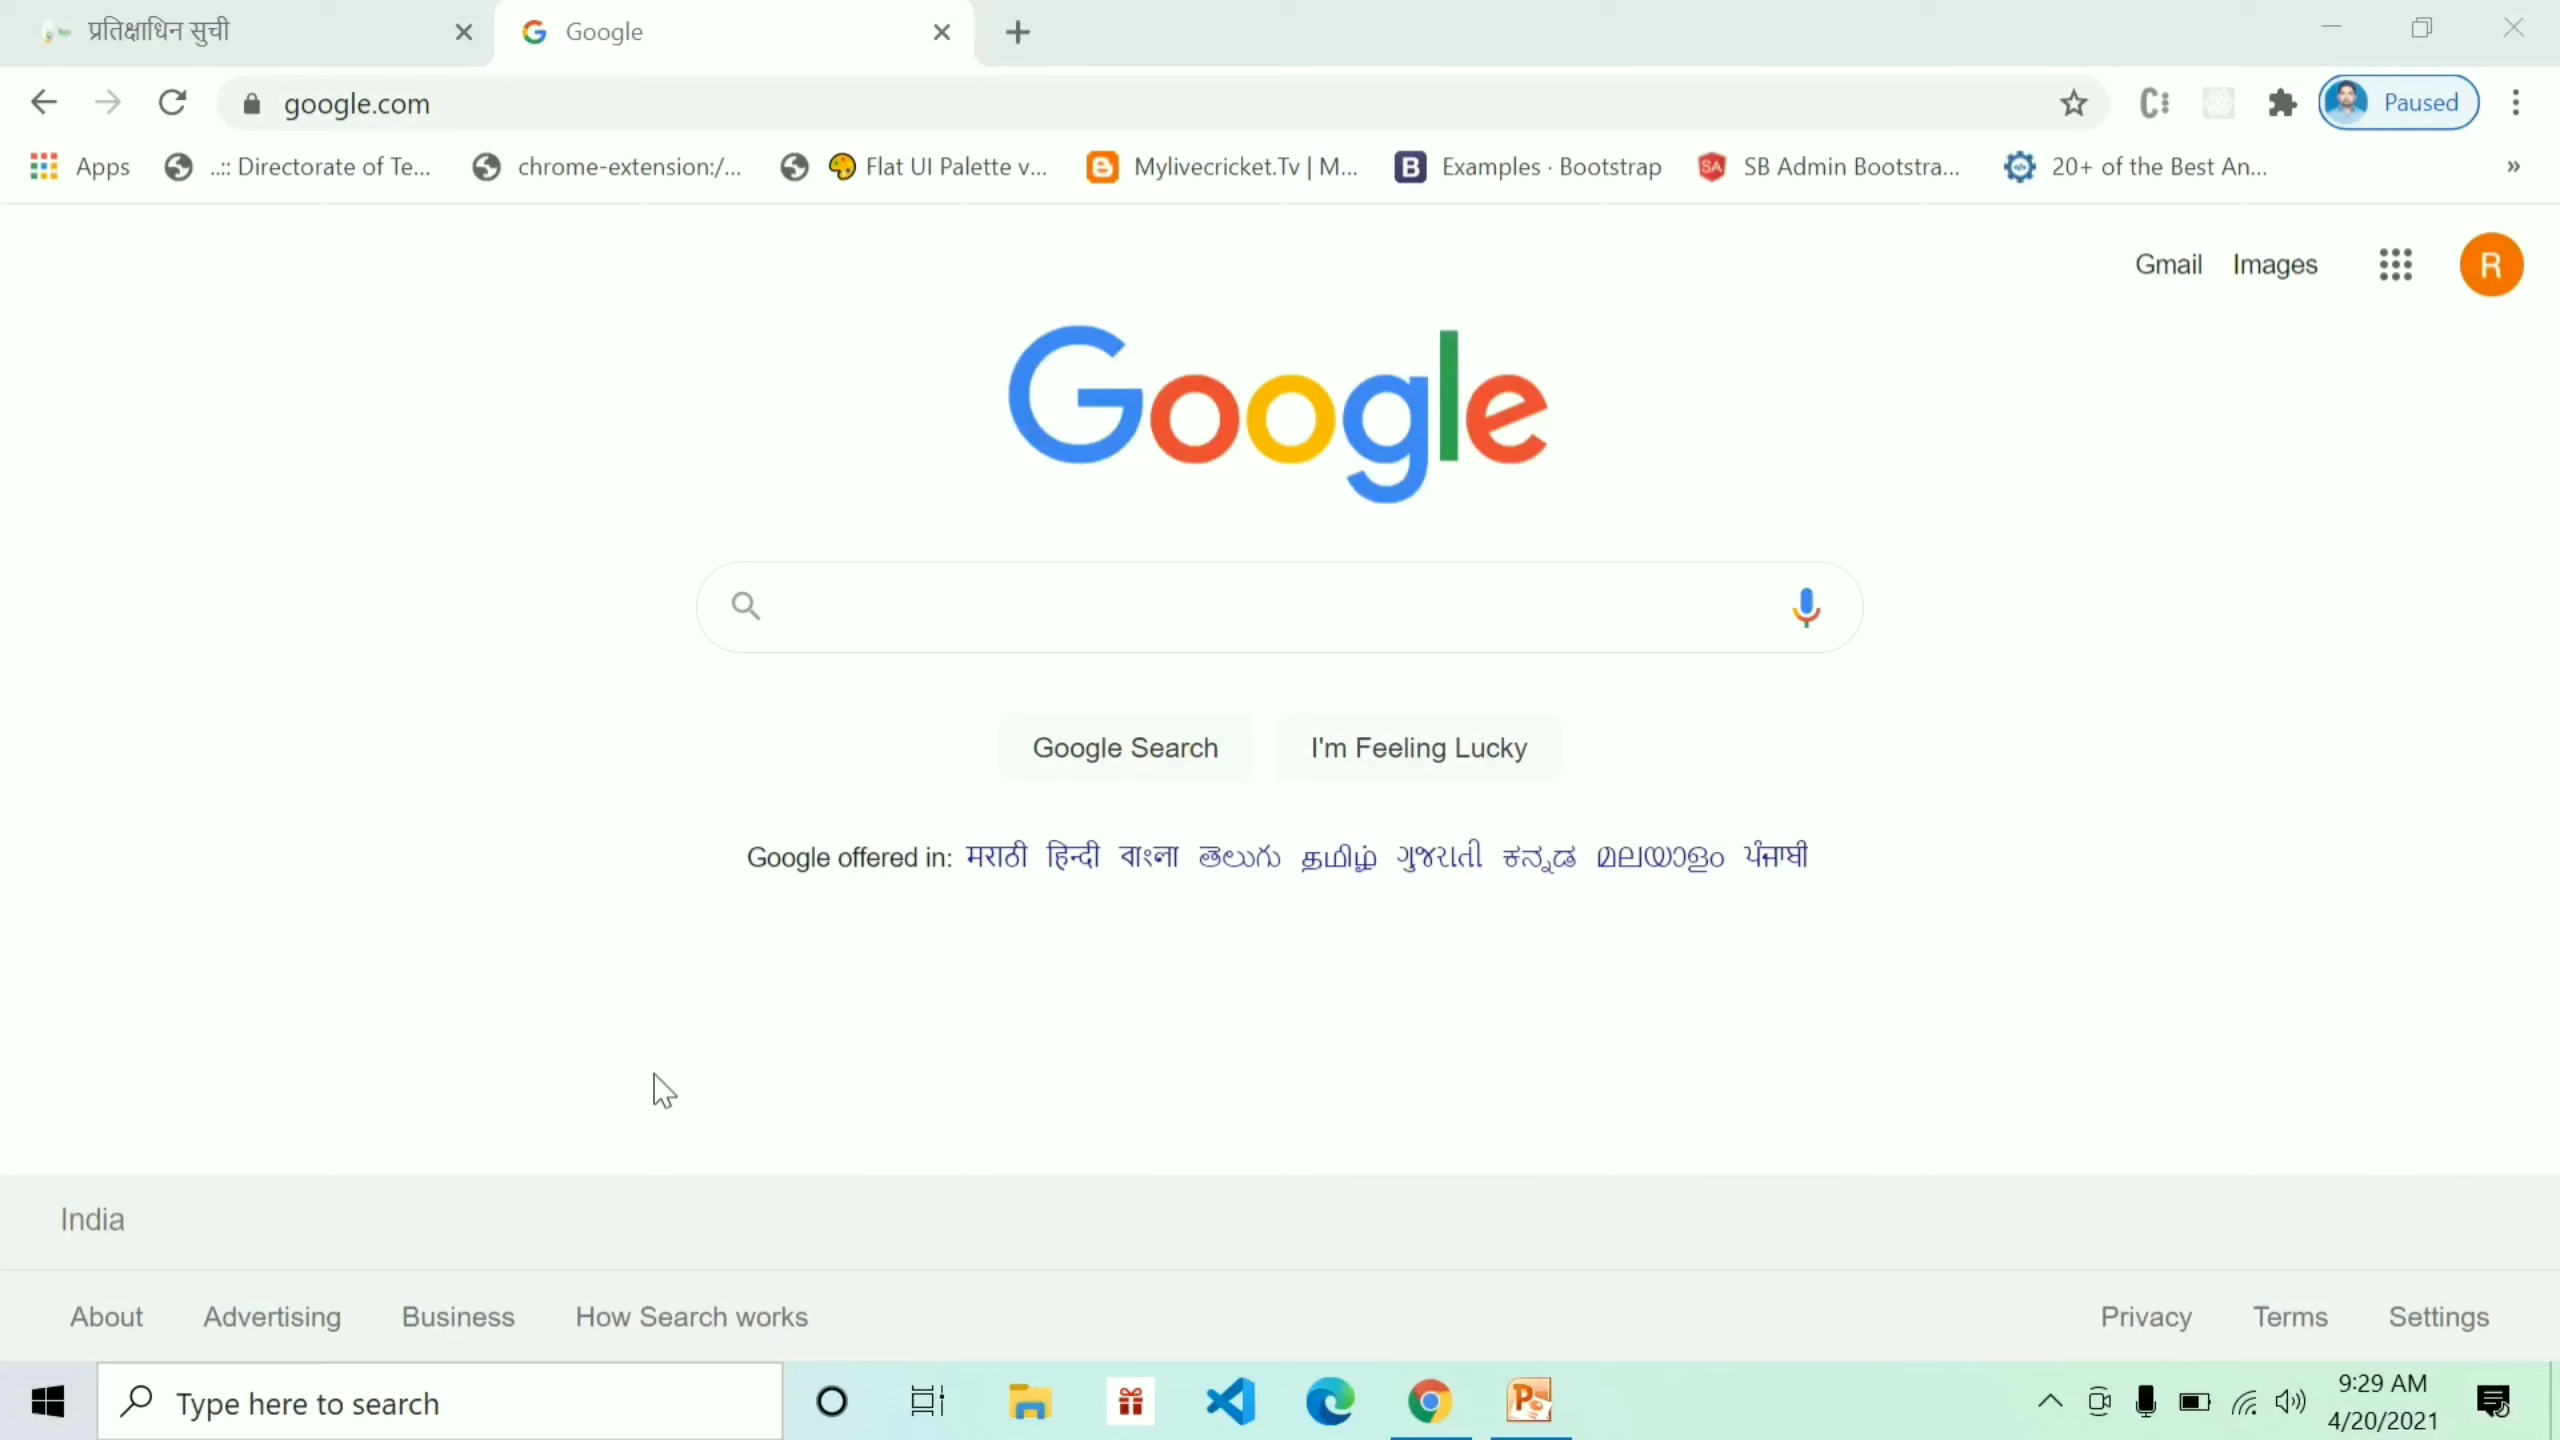 प्रतिक्षाधिन सुची
Google
google.com
Paused
Apps
..:: Directorate of Te...
chrome-extension:/...
Flat UI Palette v...
Mylivecricket.Tv | M...
Examples · Bootstrap
SB Admin Bootstra...
20+ of the Best An...
»
Gmail Images
R
Google
Google Search
I'm Feeling Lucky
Google offered in: मराठी हिन्दी বাংলা తెలుగు தமிழ் ગુજરાતી ಕನ್ನಡ മലയാളം ਪੰਜਾਬੀ
India
About Advertising Business How Search works
Privacy Terms Settings
Type here to search
9:29 AM
4/20/2021